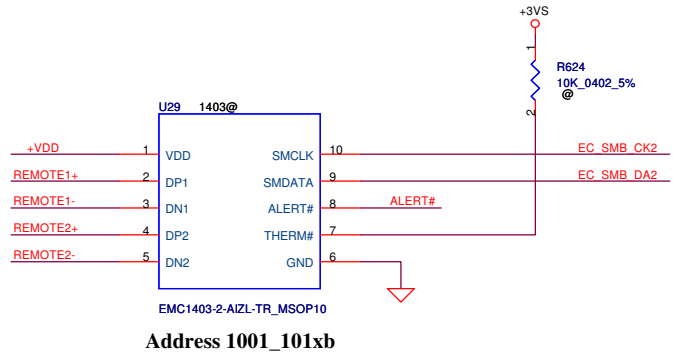 +3VS
1
R624
10K_0402_5%
@
2
U29 1403@
+VDD 1 VDD SMCLK 10 EC_SMB_CK2
REMOTE1+ 2 DP1 SMDATA 9 EC_SMB_DA2
REMOTE1- 3 DN1 ALERT# 8 ALERT#
REMOTE2+ 4 DP2 THERM# 7
REMOTE2- 5 DN2 GND 6
EMC1403-2-AIZL-TR_MSOP10
Address 1001_101xb